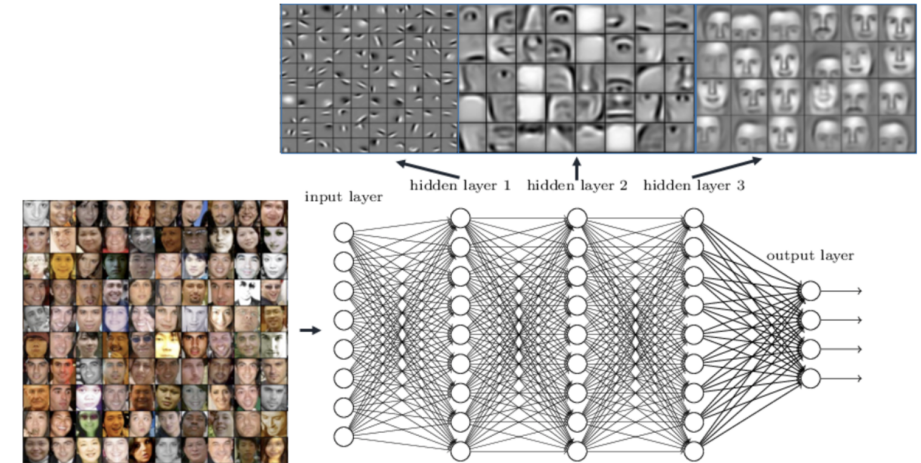 hidden layer 1
hidden layer 2
hidden layer 3
input layer
output layer